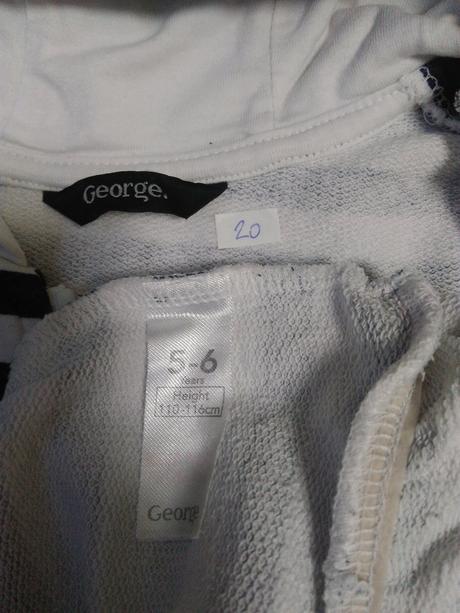 George.
20
5-6
Years
Height
110-116cm
George